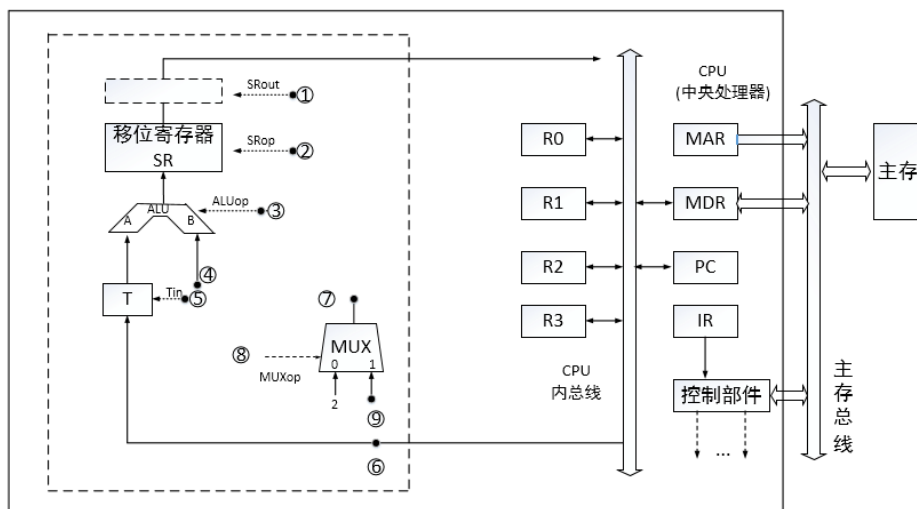 SRout
①
移位寄存器
SR
SRop
②
ALU
A
B
ALUop
③
④
T
Tin
⑤
⑦
⑧
MUXop
MUX
0
1
2
⑨
⑥
R0
R1
R2
R3
CPU
内总线
CPU
(中央处理器)
MAR
MDR
PC
IR
控制部件
...
主存总线
主存